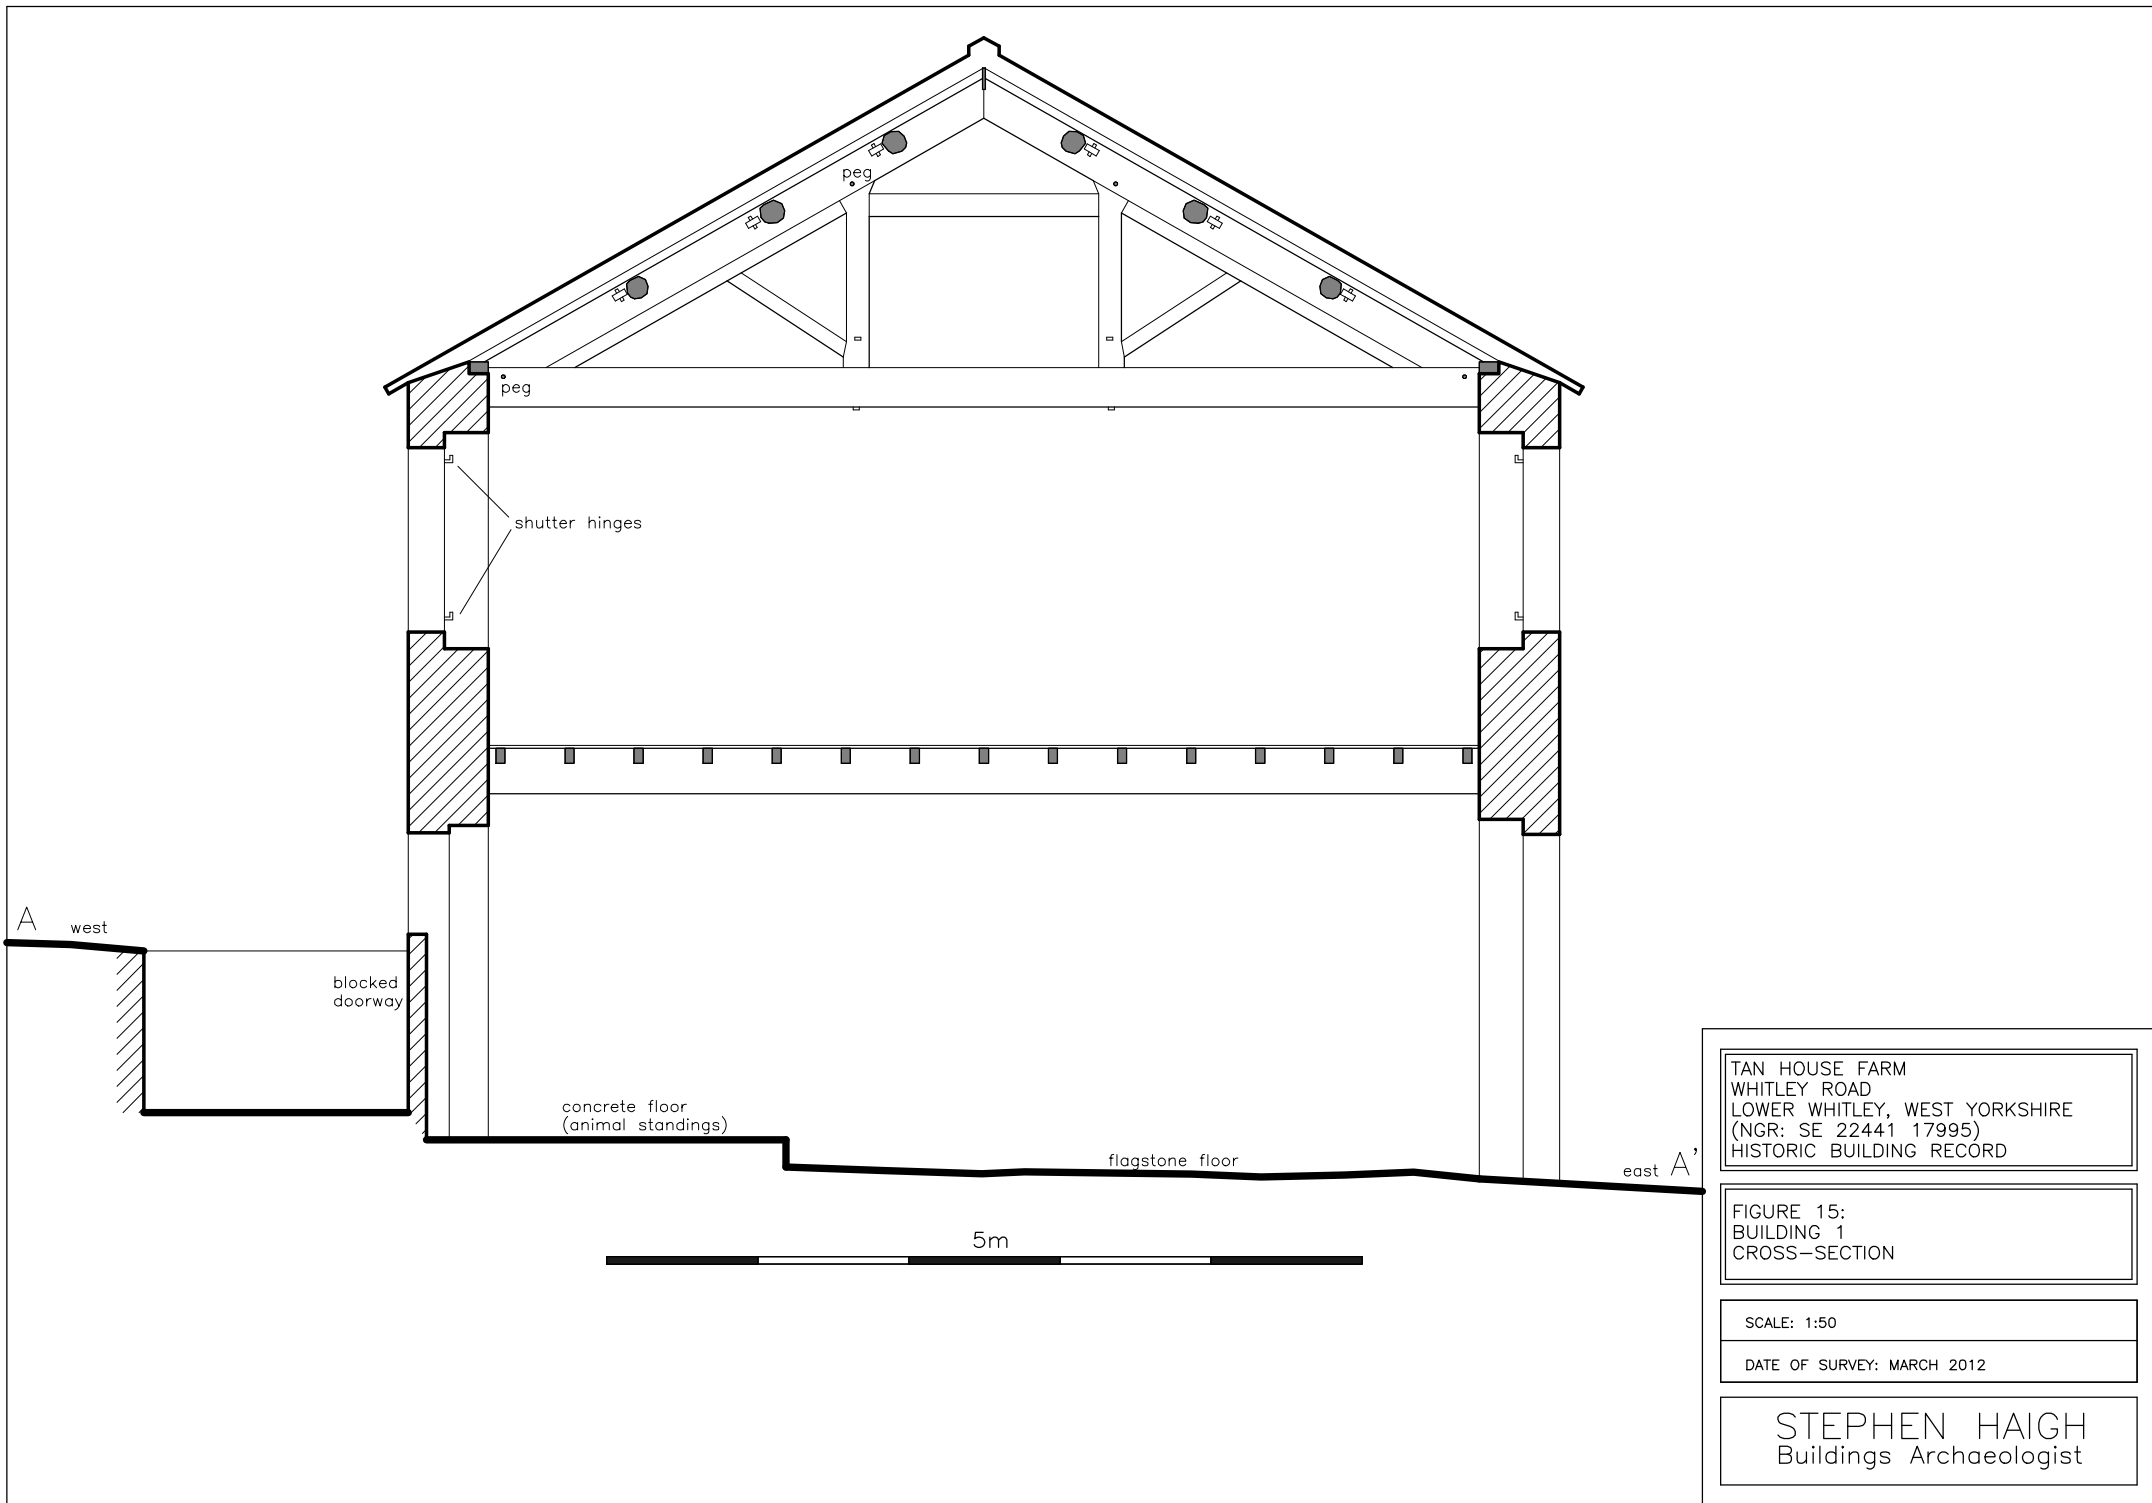 peg
peg
shutter hinges
A west
blocked
doorway
concrete floor
(animal standings)
flagstone floor
east A'
5m
TAN HOUSE FARM
WHITLEY ROAD
LOWER WHITLEY, WEST YORKSHIRE
(NGR: SE 22441 17995)
HISTORIC BUILDING RECORD
FIGURE 15:
BUILDING 1
CROSS-SECTION
SCALE: 1:50
DATE OF SURVEY: MARCH 2012
STEPHEN HAIGH
Buildings Archaeologist